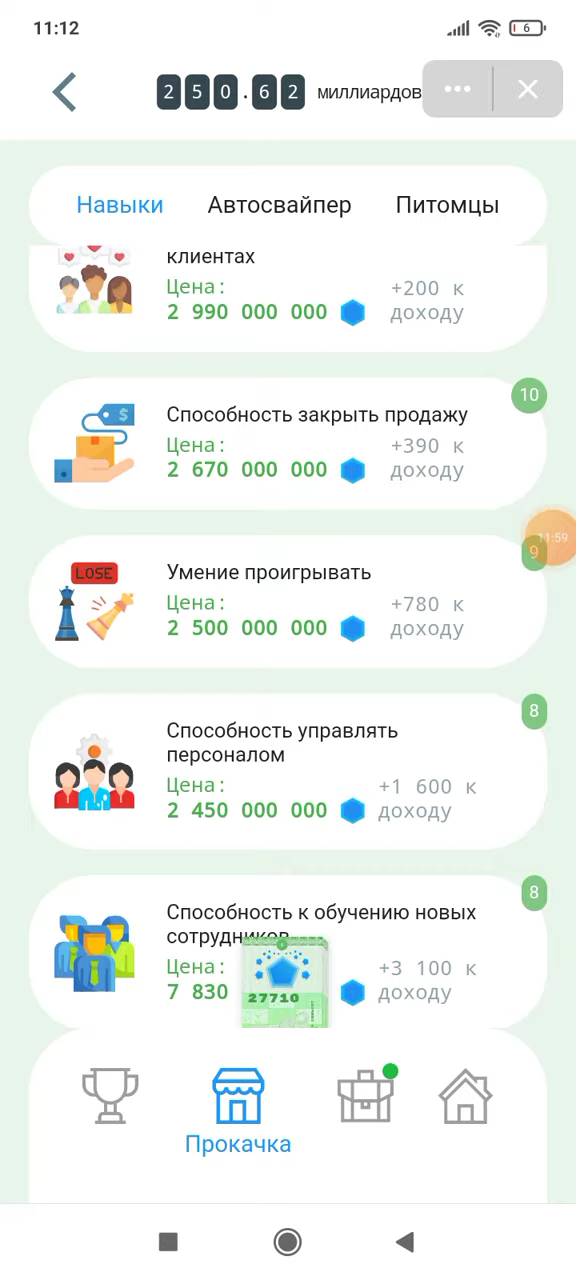 11:12
6
250.62 миллиардов
Навыки Автосвайпер Питомцы
клиентах
Цена:
2 990 000 000
+200 к
доходу
10
Способность закрыть продажу
Цена:
2 670 000 000
+390 к
доходу
11:59
9
LOSE
Умение проигрывать
Цена:
2 500 000 000
+780 к
доходу
8
Способность управлять
персоналом
Цена:
2 450 000 000
+1 600 к
доходу
8
Способность к обучению новых
сотрудников
Цена:
7 830
+3 100 к
доходу
27710
Прокачка